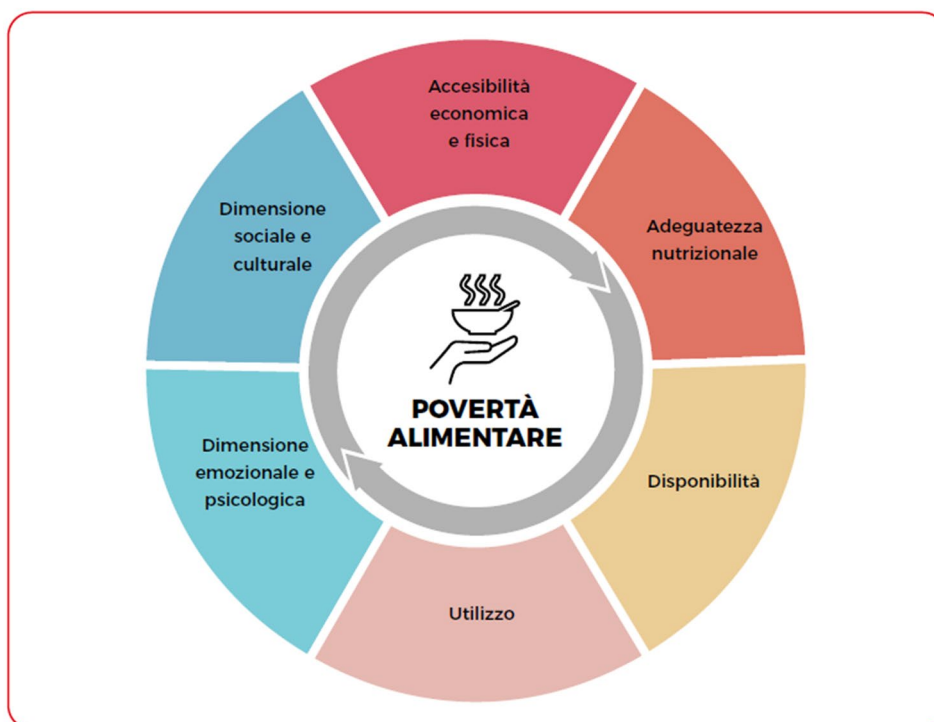 Accesibilità
economica
e fisica
Adeguatezza
nutrizionale
Disponibilità
Utilizzo
Dimensione
emozionale e
psicologica
Dimensione
sociale e
culturale
POVERTÀ
ALIMENTARE